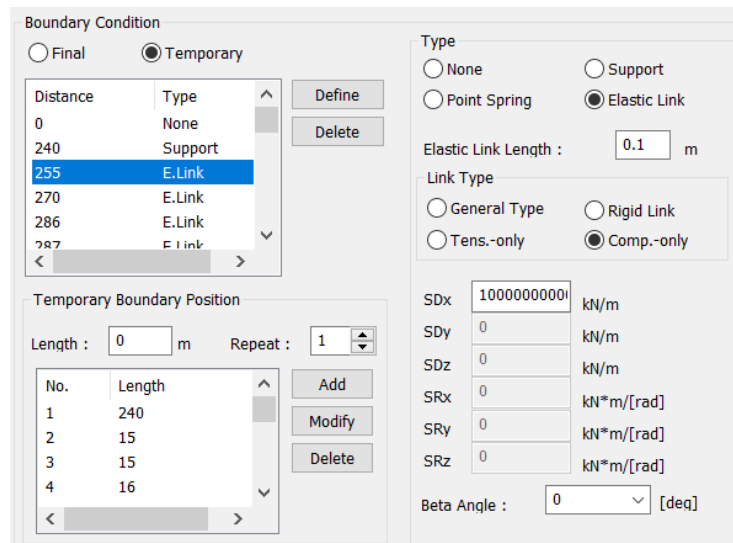 Boundary Condition
Final Temporary
Distance Type
0 None
240 Support
255 E.Link
270 E.Link
286 E.Link
287 E.Link
Define
Delete
Temporary Boundary Position
Length : 0 m Repeat : 1
No. Length
1 240
2 15
3 15
4 16
Add
Modify
Delete
Type
None Support
Point Spring Elastic Link
Elastic Link Length : 0.1 m
Link Type
General Type Rigid Link
Tens.-only Comp.-only
SDx 1000000000 kN/m
SDy 0 kN/m
SDz 0 kN/m
SRx 0 kN*m/[rad]
SRy 0 kN*m/[rad]
SRz 0 kN*m/[rad]
Beta Angle : 0 [deg]